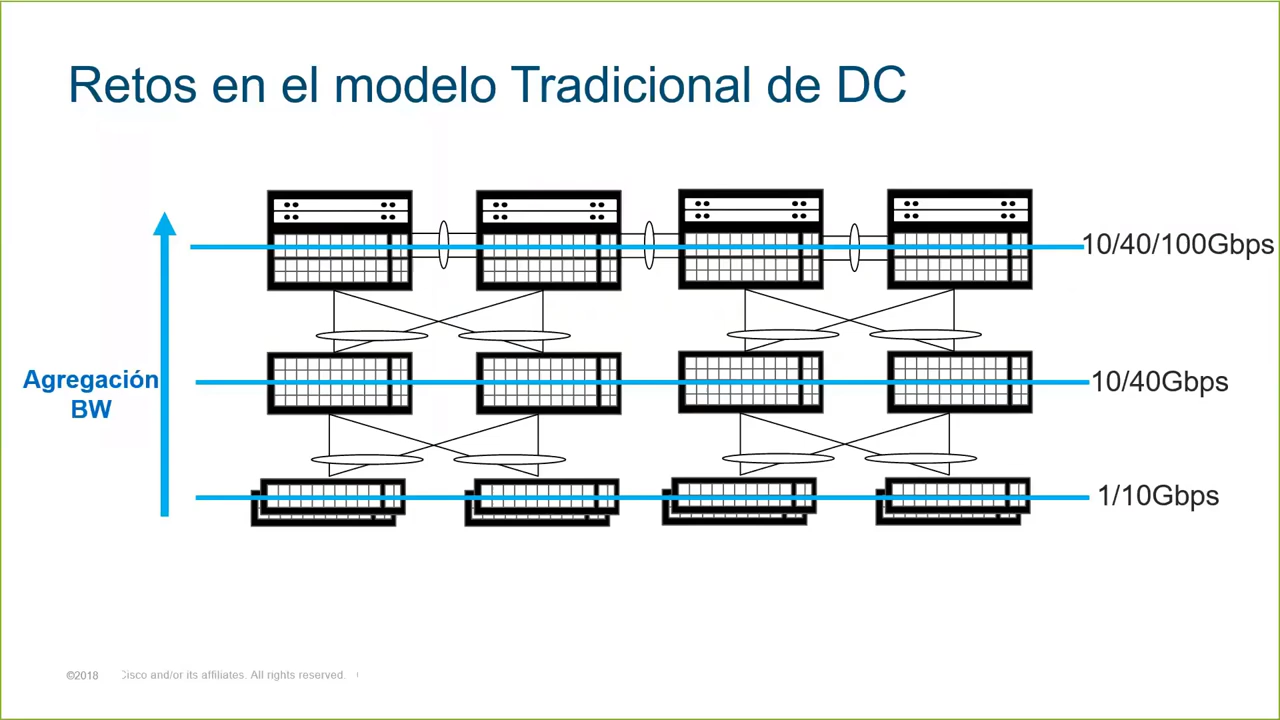 Retos en el modelo Tradicional de DC
10/40/100Gbps
Agregación
BW
10/40Gbps
1/10Gbps
©2018 Cisco and/or its affiliates. All rights reserved.